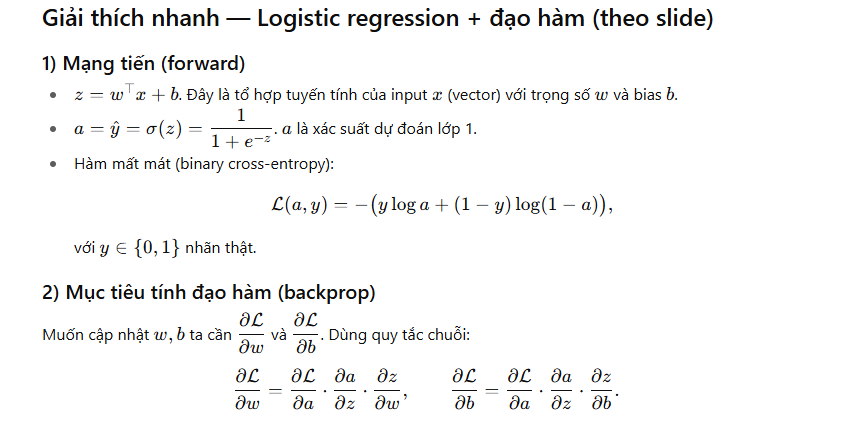 Giải thích nhanh — Logistic regression + đạo hàm (theo slide)
1) Mạng tiến (forward)
• z = w⊤x + b. Đây là tổ hợp tuyến tính của input x (vector) với trọng số w và bias b.
• a = ŷ = σ(z) = 1 / (1 + e^{−z}). a là xác suất dự đoán lớp 1.
• Hàm mất mát (binary cross-entropy):
ℒ(a, y) = −(y log a + (1 − y) log(1 − a)),
với y ∈ {0, 1} nhãn thật.
2) Mục tiêu tính đạo hàm (backprop)
Muốn cập nhật w, b ta cần ∂ℒ/∂w và ∂ℒ/∂b. Dùng quy tắc chuỗi:
∂ℒ/∂w = ∂ℒ/∂a · ∂a/∂z · ∂z/∂w, ∂ℒ/∂b = ∂ℒ/∂a · ∂a/∂z · ∂z/∂b.